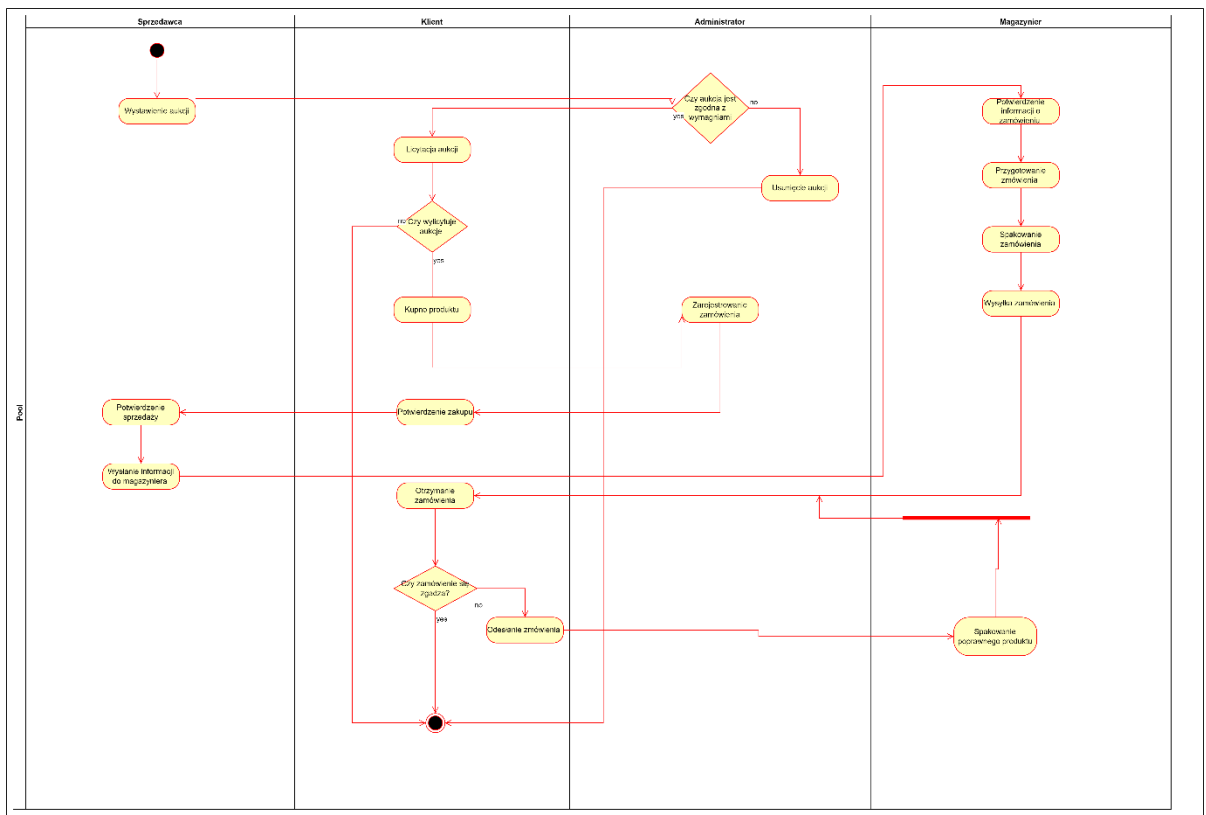 Sprzedawca
Klient
Administrator
Magazynier
Pool
Wystawienie aukcji
Czy aukcja jest
zgodna z
wymagniami
yes
no
Potwierdzenie
informacji o
zamówieniu
Licytacja aukcji
Usunięcie aukcji
Przygotowanie
zmówienia
Czy wylicytuje
aukcje
no
yes
Spakowanie
zamówienia
Kupno produktu
Zarejestrowanie
zamówienia
Wysyłka zamówienia
Potwierdzenie
sprzedaży
Potwierdzenie zakupu
Wysłanie informacji
do magazyniera
Otrzymanie
zamówienia
Czy zamówienie się
zgadza?
no
yes
Odesłanie zmówienia
Spakowanie
poprawnego produktu